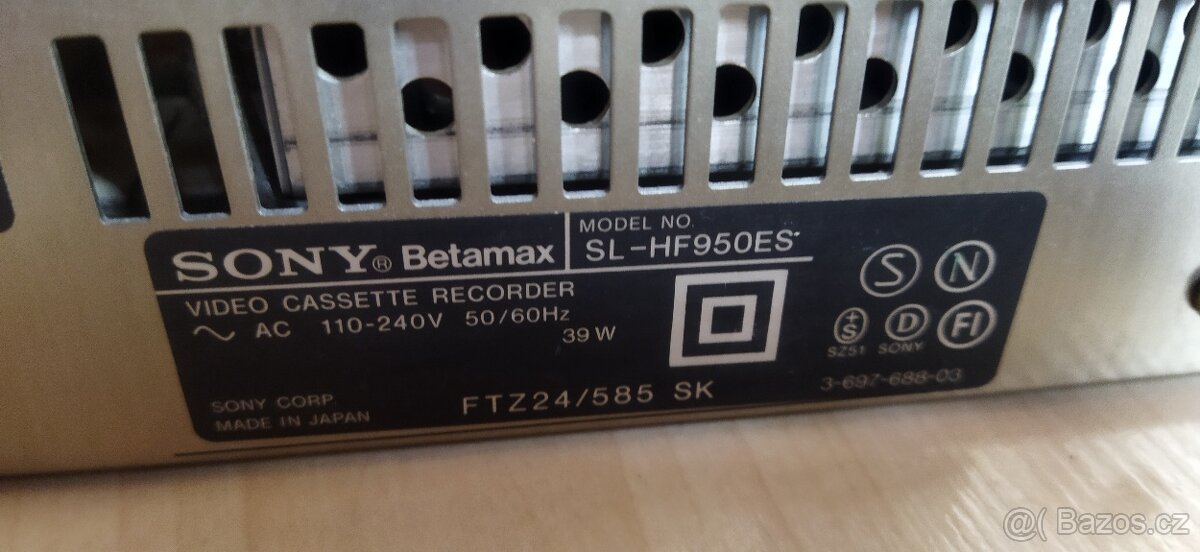 SONY® Betamax
MODEL NO.
SL-HF950ES
VIDEO CASSETTE RECORDER
~ AC 110-240V 50/60Hz
39 W
S N
+S D FI
SZ51 SONY
3-697-688-03
SONY CORP.
MADE IN JAPAN
FTZ24/585 SK
@( Bazos.cz